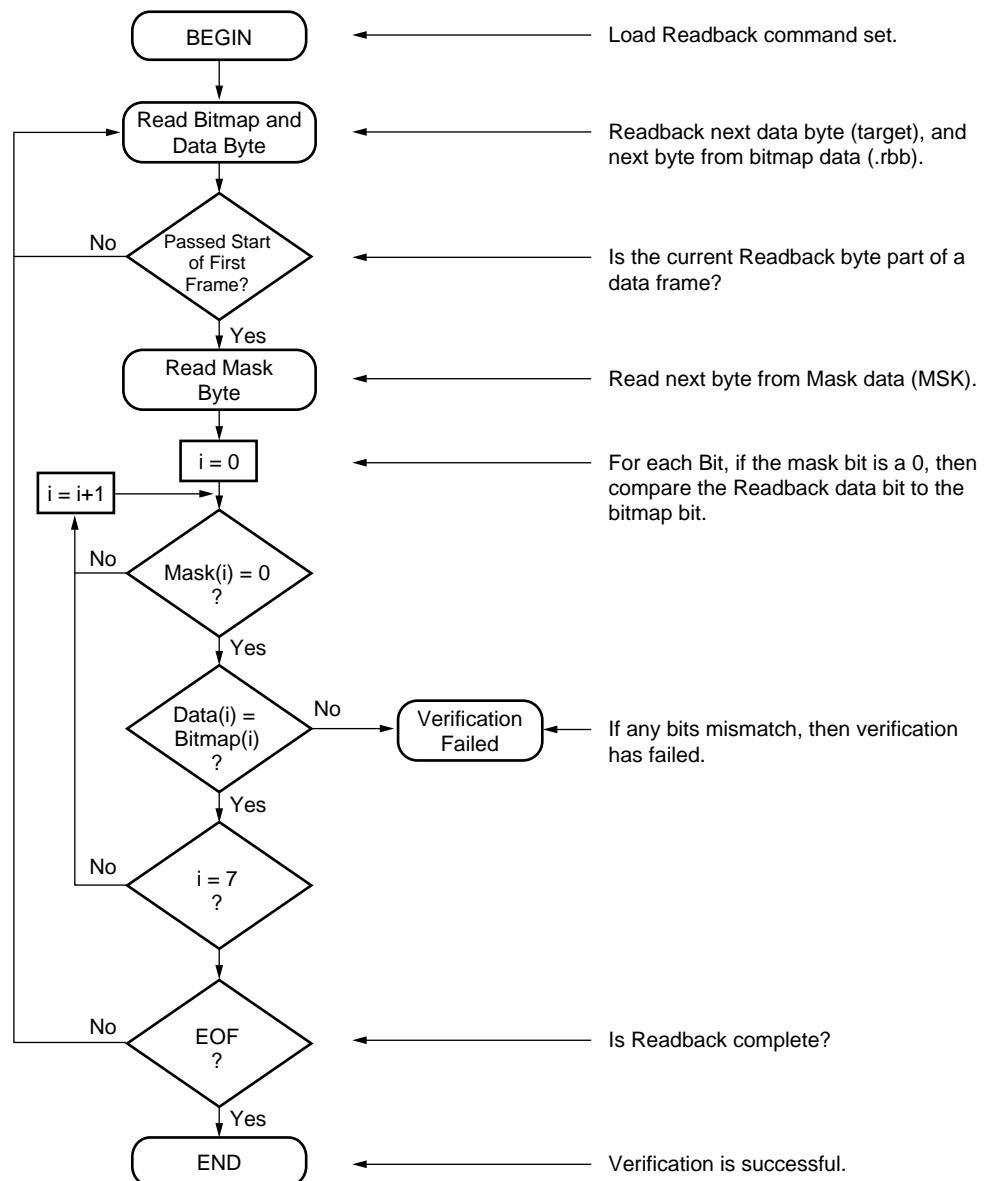 BEGIN
Load Readback command set.
Read Bitmap and
Data Byte
Readback next data byte (target), and
next byte from bitmap data (.rbb).
No
Passed Start
of First
Frame?
Is the current Readback byte part of a
data frame?
Yes
Read Mask
Byte
Read next byte from Mask data (MSK).
i = 0
For each Bit, if the mask bit is a 0, then
compare the Readback data bit to the
bitmap bit.
i = i+1
No
Mask(i) = 0
?
Yes
Data(i) =
Bitmap(i)
?
No
Verification
Failed
If any bits mismatch, then verification
has failed.
Yes
No
i = 7
?
No
EOF
?
Is Readback complete?
Yes
END
Verification is successful.